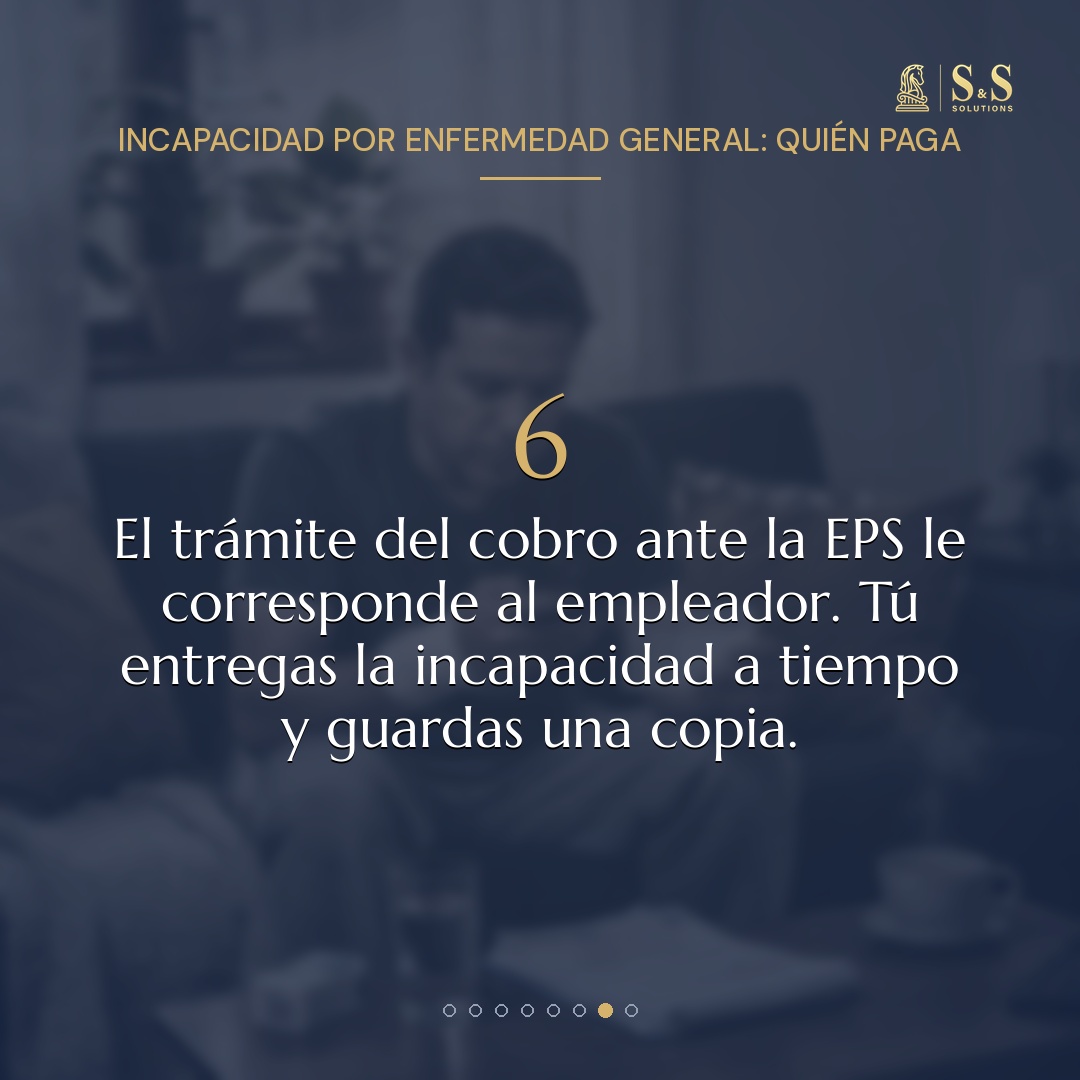 S&S
SOLUTIONS
INCAPACIDAD POR ENFERMEDAD GENERAL: QUIÉN PAGA
6
El trámite del cobro ante la EPS le
corresponde al empleador. Tú
entregas la incapacidad a tiempo
y guardas una copia.